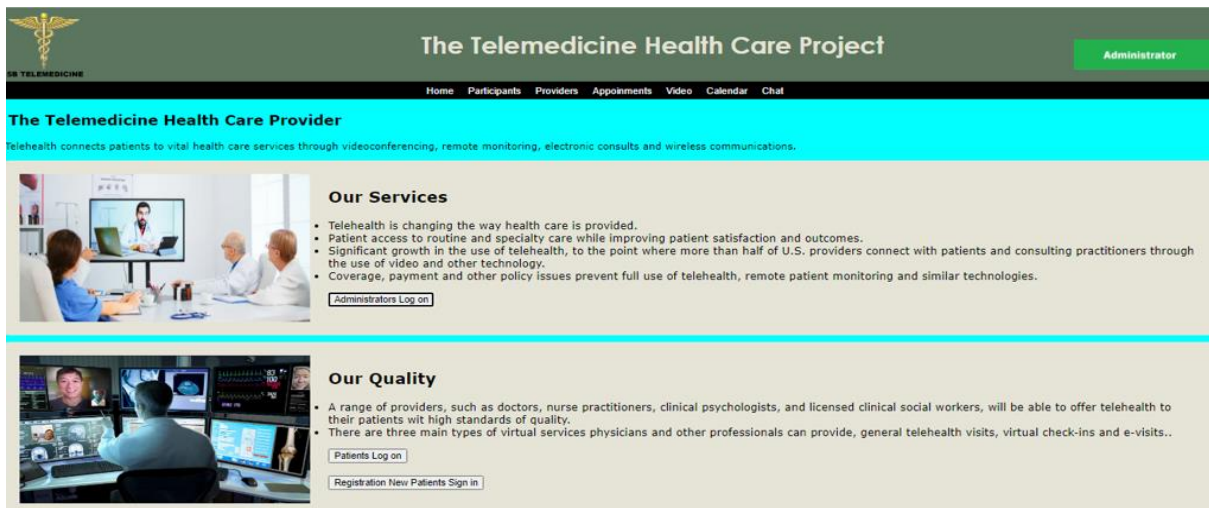 The Telemedicine Health Care Project
Administrator
SB TELEMEDICINE
Home Participants Providers Appoinments Video Calendar Chat
The Telemedicine Health Care Provider
Telehealth connects patients to vital health care services through videoconferencing, remote monitoring, electronic consults and wireless communications.
Our Services
Telehealth is changing the way health care is provided.
Patient access to routine and specialty care while improving patient satisfaction and outcomes.
Significant growth in the use of telehealth, to the point where more than half of U.S. providers connect with patients and consulting practitioners through
the use of video and other technology.
Coverage, payment and other policy issues prevent full use of telehealth, remote patient monitoring and similar technologies.
Administrators Log on
Our Quality
A range of providers, such as doctors, nurse practitioners, clinical psychologists, and licensed clinical social workers, will be able to offer telehealth to
their patients wit high standards of quality.
There are three main types of virtual services physicians and other professionals can provide, general telehealth visits, virtual check-ins and e-visits..
Patients Log on
Registration New Patients Sign in